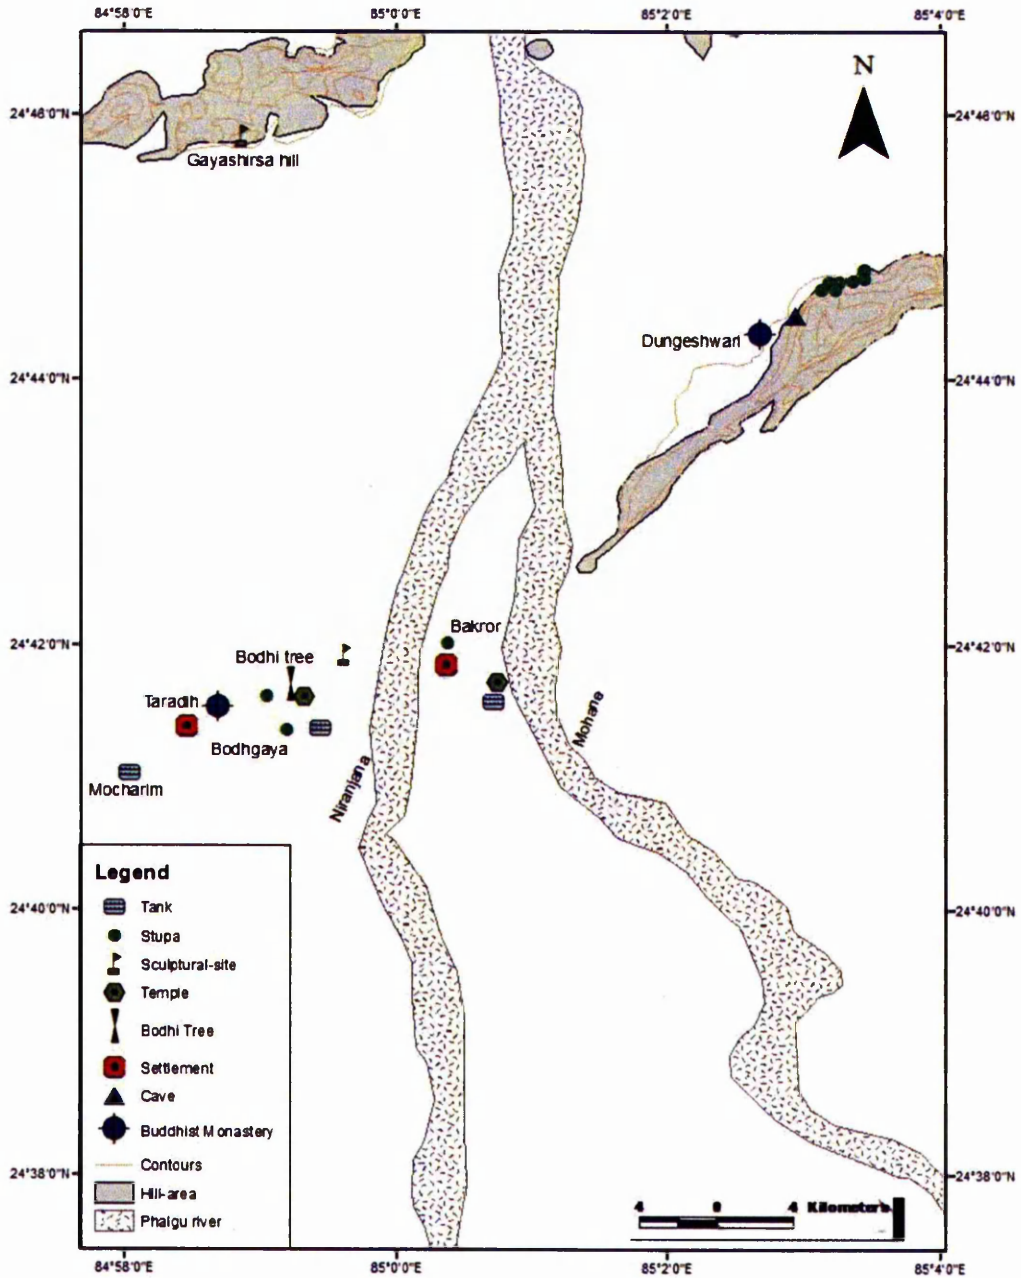 84°58'0"E 85°0'0"E 85°2'0"E 85°4'0"E
N
24°46'0"N 24°46'0"N
Gayashirsa hill
Dungeshwari
24°44'0"N 24°44'0"N
Bakror
24°42'0"N 24°42'0"N
Bodhi tree
Taradih
Mohana
Bodhgaya
Niranjana
Mocharim
Legend
Tank
24°40'0"N 24°40'0"N
Stupa
Sculptural-site
Temple
Bodhi Tree
Settlement
Cave
Buddhist Monastery
Contours
24°38'0"N 24°38'0"N
Hill-area
4 0 4 Kilometers
Phalgu river
84°58'0"E 85°0'0"E 85°2'0"E 85°4'0"E